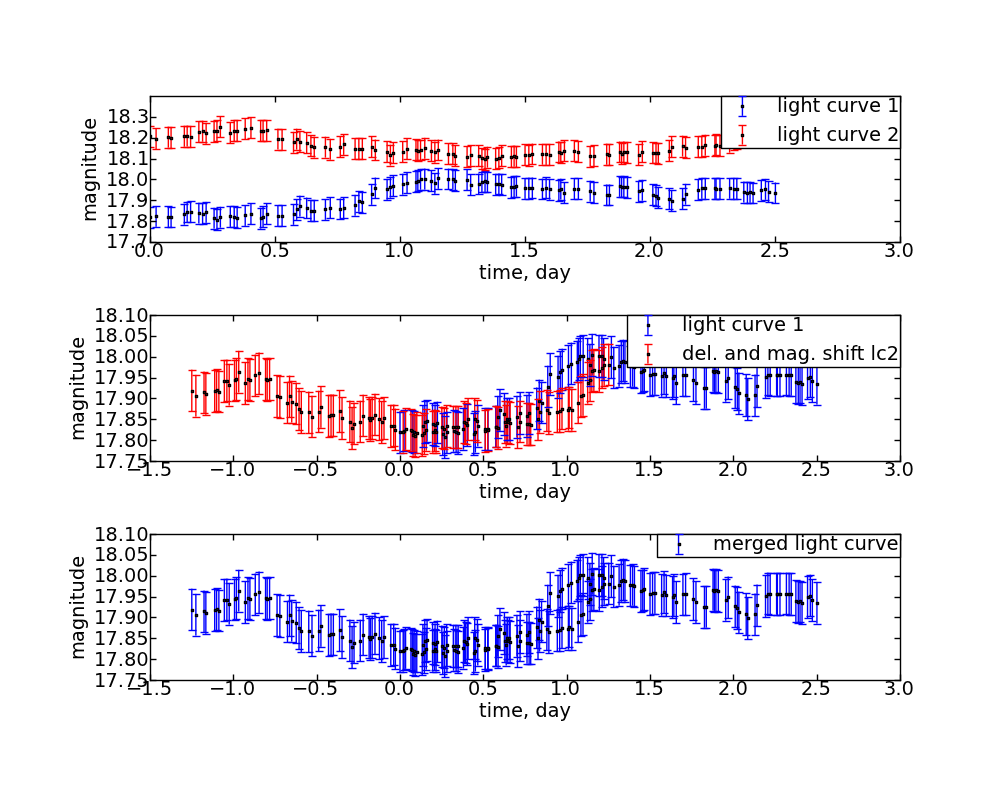 18.3
18.2
18.1
18.0
17.9
17.8
17.7
magnitude
light curve 1
light curve 2
0.0 0.5 1.0 1.5 2.0 2.5 3.0
time, day
18.10
18.05
18.00
17.95
17.90
17.85
17.80
17.75
magnitude
light curve 1
del. and mag. shift lc2
−1.5 −1.0 −0.5 0.0 0.5 1.0 1.5 2.0 2.5 3.0
time, day
18.10
18.05
18.00
17.95
17.90
17.85
17.80
17.75
magnitude
merged light curve
−1.5 −1.0 −0.5 0.0 0.5 1.0 1.5 2.0 2.5 3.0
time, day